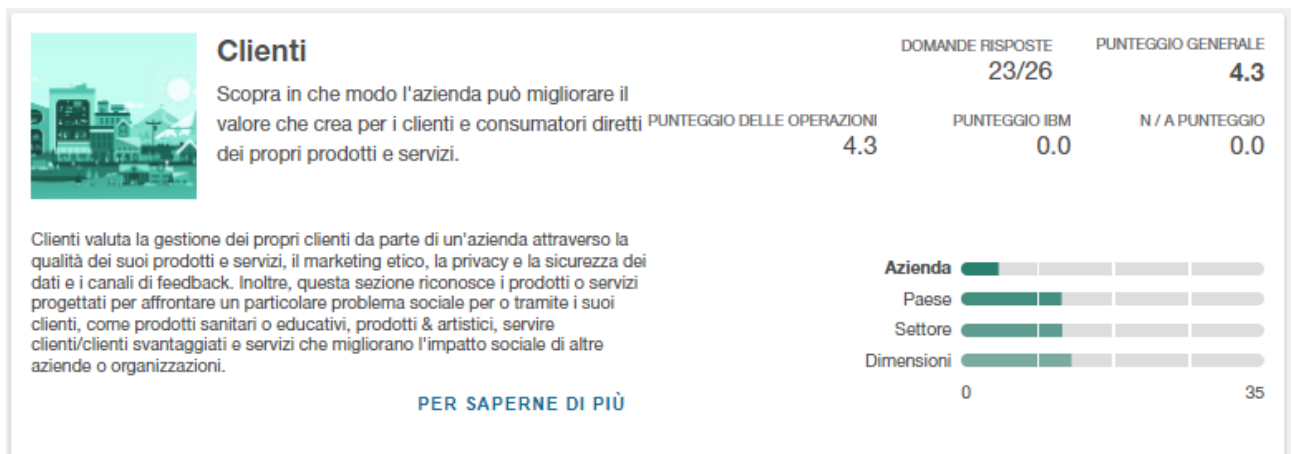 Clienti
Scopra in che modo l'azienda può migliorare il
valore che crea per i clienti e consumatori diretti
dei propri prodotti e servizi.
DOMANDE RISPOSTE
23/26
PUNTEGGIO GENERALE
4.3
PUNTEGGIO DELLE OPERAZIONI
4.3
PUNTEGGIO IBM
0.0
N / A PUNTEGGIO
0.0
Clienti valuta la gestione dei propri clienti da parte di un'azienda attraverso la
qualità dei suoi prodotti e servizi, il marketing etico, la privacy e la sicurezza dei
dati e i canali di feedback. Inoltre, questa sezione riconosce i prodotti o servizi
progettati per affrontare un particolare problema sociale per o tramite i suoi
clienti, come prodotti sanitari o educativi, prodotti & artistici, servire
clienti/clienti svantaggiati e servizi che migliorano l'impatto sociale di altre
aziende o organizzazioni.
PER SAPERNE DI PIÙ
Azienda
Paese
Settore
Dimensioni
0 35